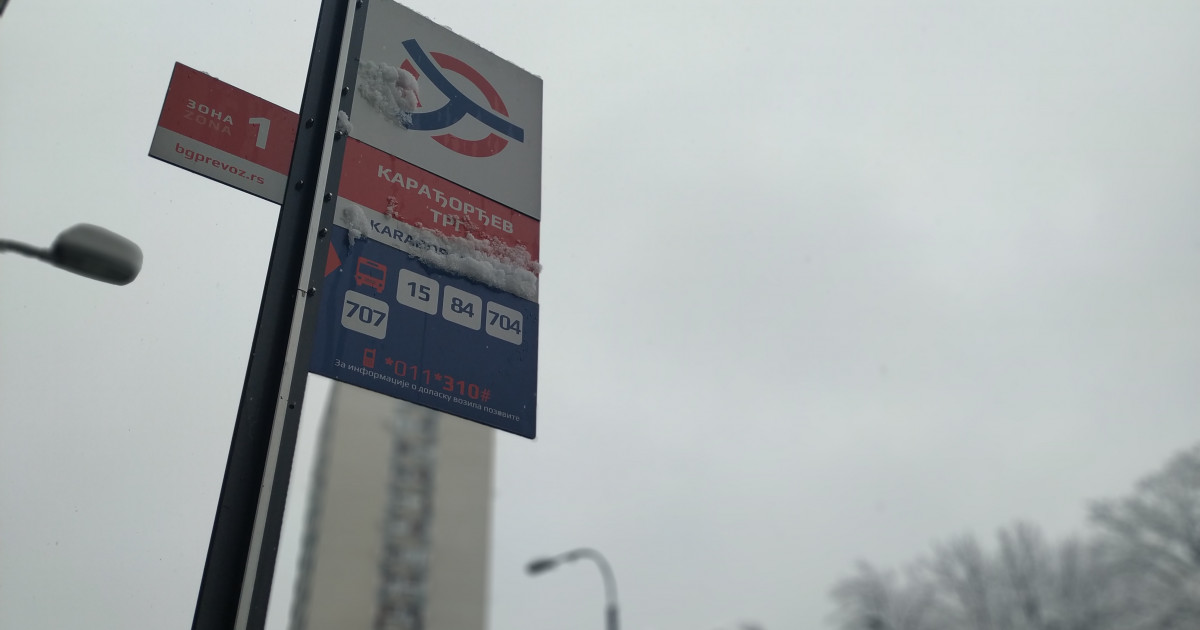 ЗОНА
ZONA
1
bgprevoz.rs
КАРАЂОРЂЕВ
ТРГ
15 84 704
707
*011*310#
За информације о доласку возила позовите